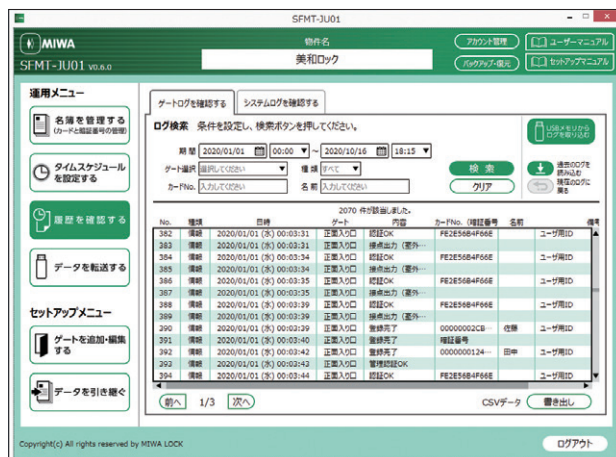 SFMT-JU01
MIWA
SFMT-JU01 V0.6.0
物件名
美和ロック
アカウント管理
ユーザーマニュアル
バックアップ・復元
セットアップマニュアル
運用メニュー
名簿を管理する
(カードと暗証番号の管理)
タイムスケジュール
を設定する
履歴を確認する
データを転送する
セットアップメニュー
ゲートを追加・編集
する
データを引き継ぐ
ゲートログを確認する
システムログを確認する
ログ検索 条件を設定し、検索ボタンを押してください。
USBメモリから
ログを取り込む
期間 2020/01/01 00:00 ▼ ~ 2020/10/16 18:15 ▼
ゲート選択 選択してください ▼ 種類 すべて ▼
検索
過去のログを
読み込む
カードNo. 入力してください 名前 入力してください
クリア
現在のログに
戻る
2070 件が該当しました。
No. 種類 日時 ゲート 内容 カードNo.(暗証番号 名前 備考
382 情報 2020/01/01 (水) 00:03:31 正面入り口 認証OK FE2E56B4F66E ユーザ用ID
383 情報 2020/01/01 (水) 00:03:31 正面入り口 接点出力(室外…
384 情報 2020/01/01 (水) 00:03:34 正面入り口 認証OK FE2E56B4F66E ユーザ用ID
385 情報 2020/01/01 (水) 00:03:34 正面入り口 接点出力(室外…
386 情報 2020/01/01 (水) 00:03:35 正面入り口 認証OK FE2E56B4F66E ユーザ用ID
387 情報 2020/01/01 (水) 00:03:35 正面入り口 接点出力(室外…
388 情報 2020/01/01 (水) 00:03:39 正面入り口 認証OK FE2E56B4F66E ユーザ用ID
389 情報 2020/01/01 (水) 00:03:39 正面入り口 接点出力(室外…
390 情報 2020/01/01 (水) 00:03:39 正面入り口 登録完了 00000002CB… 佐藤 ユーザ用ID
391 情報 2020/01/01 (水) 00:03:40 正面入り口 登録完了 暗証番号
392 情報 2020/01/01 (水) 00:03:42 正面入り口 登録完了 0000000124… 田中 ユーザ用ID
393 情報 2020/01/01 (水) 00:03:43 正面入り口 管理認証OK
394 情報 2020/01/01 (水) 00:03:44 正面入り口 認証OK FE2E56B4F66E ユーザ用ID
前へ 1/3 次へ
CSVデータ 書き出し
Copyright(c) All rights reserved by MIWA LOCK
ログアウト